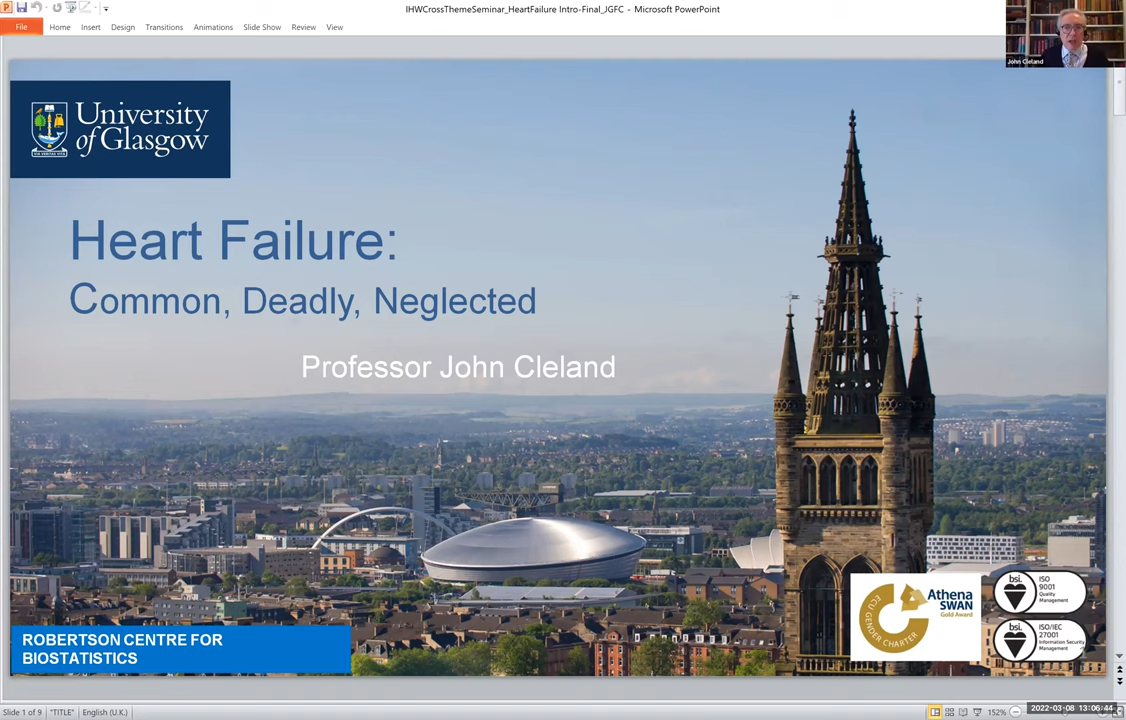 IHWCrossThemeSeminar_HeartFailure Intro-Final_JGFC - Microsoft PowerPoint
File Home Insert Design Transitions Animations Slide Show Review View
John Cleland
University
of Glasgow
Heart Failure:
Common, Deadly, Neglected
Professor John Cleland
ROBERTSON CENTRE FOR
BIOSTATISTICS
ECU GENDER CHARTER
Athena
SWAN
Gold Award
bsi.
ISO
9001
Quality
Management
bsi.
ISO/IEC
27001
Information Security
Management
Slide 1 of 9 "TITLE" English (U.K.) 152% 2022-03-08 13:06:44